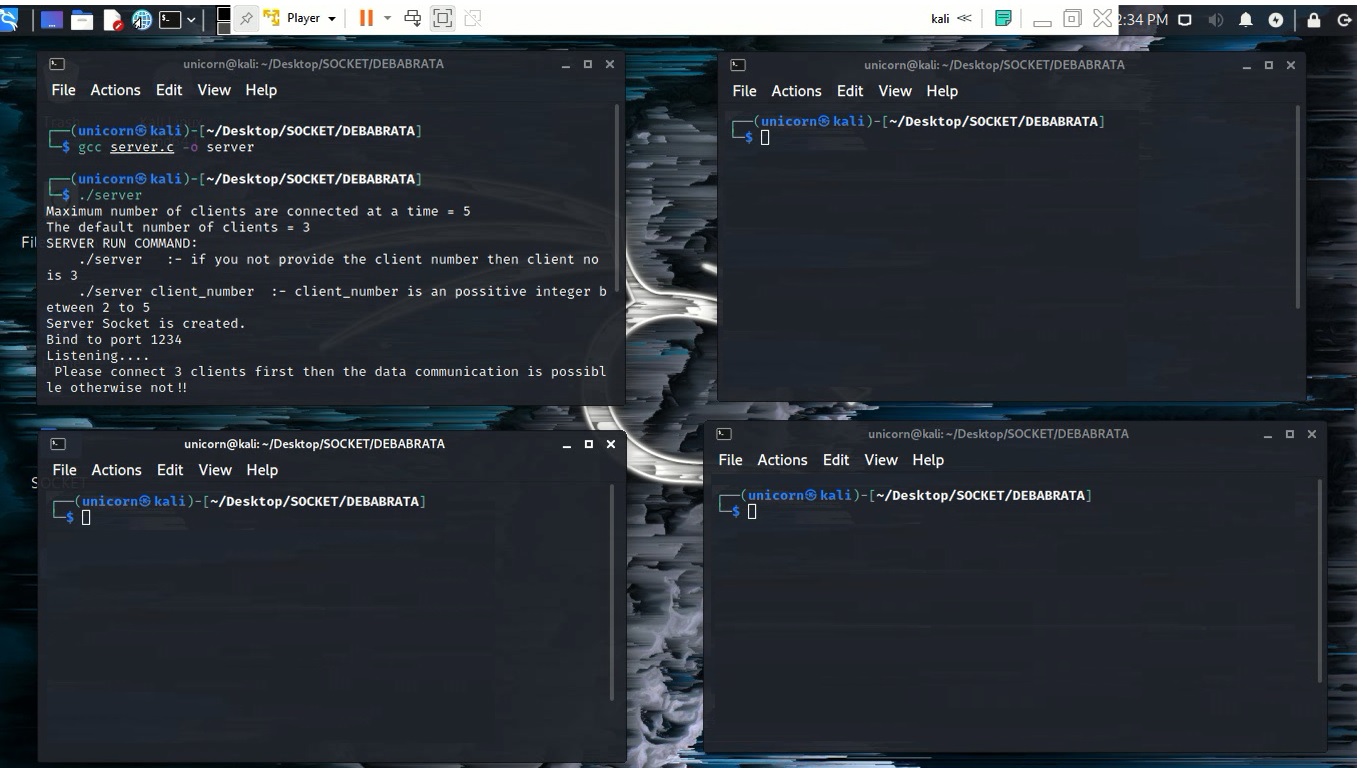 Player
kali
2:34 PM
unicorn@kali: ~/Desktop/SOCKET/DEBABRATA
File Actions Edit View Help
┌──(unicorn㉿kali)-[~/Desktop/SOCKET/DEBABRATA]
└─$ gcc server.c -o server
┌──(unicorn㉿kali)-[~/Desktop/SOCKET/DEBABRATA]
└─$ ./server
Maximum number of clients are connected at a time = 5
The default number of clients = 3
SERVER RUN COMMAND:
./server :- if you not provide the client number then client no
is 3
./server client_number :- client_number is an possitive integer b
etween 2 to 5
Server Socket is created.
Bind to port 1234
Listening....
Please connect 3 clients first then the data communication is possibl
le otherwise not!!
unicorn@kali: ~/Desktop/SOCKET/DEBABRATA
File Actions Edit View Help
┌──(unicorn㉿kali)-[~/Desktop/SOCKET/DEBABRATA]
└─$
unicorn@kali: ~/Desktop/SOCKET/DEBABRATA
File Actions Edit View Help
┌──(unicorn㉿kali)-[~/Desktop/SOCKET/DEBABRATA]
└─$
unicorn@kali: ~/Desktop/SOCKET/DEBABRATA
File Actions Edit View Help
┌──(unicorn㉿kali)-[~/Desktop/SOCKET/DEBABRATA]
└─$